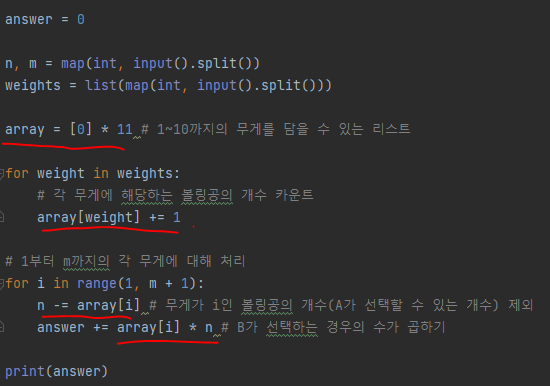 answer = 0
n, m = map(int, input().split())
weights = list(map(int, input().split()))
array = [0] * 11 # 1~10까지의 무게를 담을 수 있는 리스트
for weight in weights:
# 각 무게에 해당하는 볼링공의 개수 카운트
array[weight] += 1
# 1부터 m까지의 각 무게에 대해 처리
for i in range(1, m + 1):
n -= array[i] # 무게가 i인 볼링공의 개수(A가 선택할 수 있는 개수) 제외
answer += array[i] * n # B가 선택하는 경우의 수가 곱하기
print(answer)